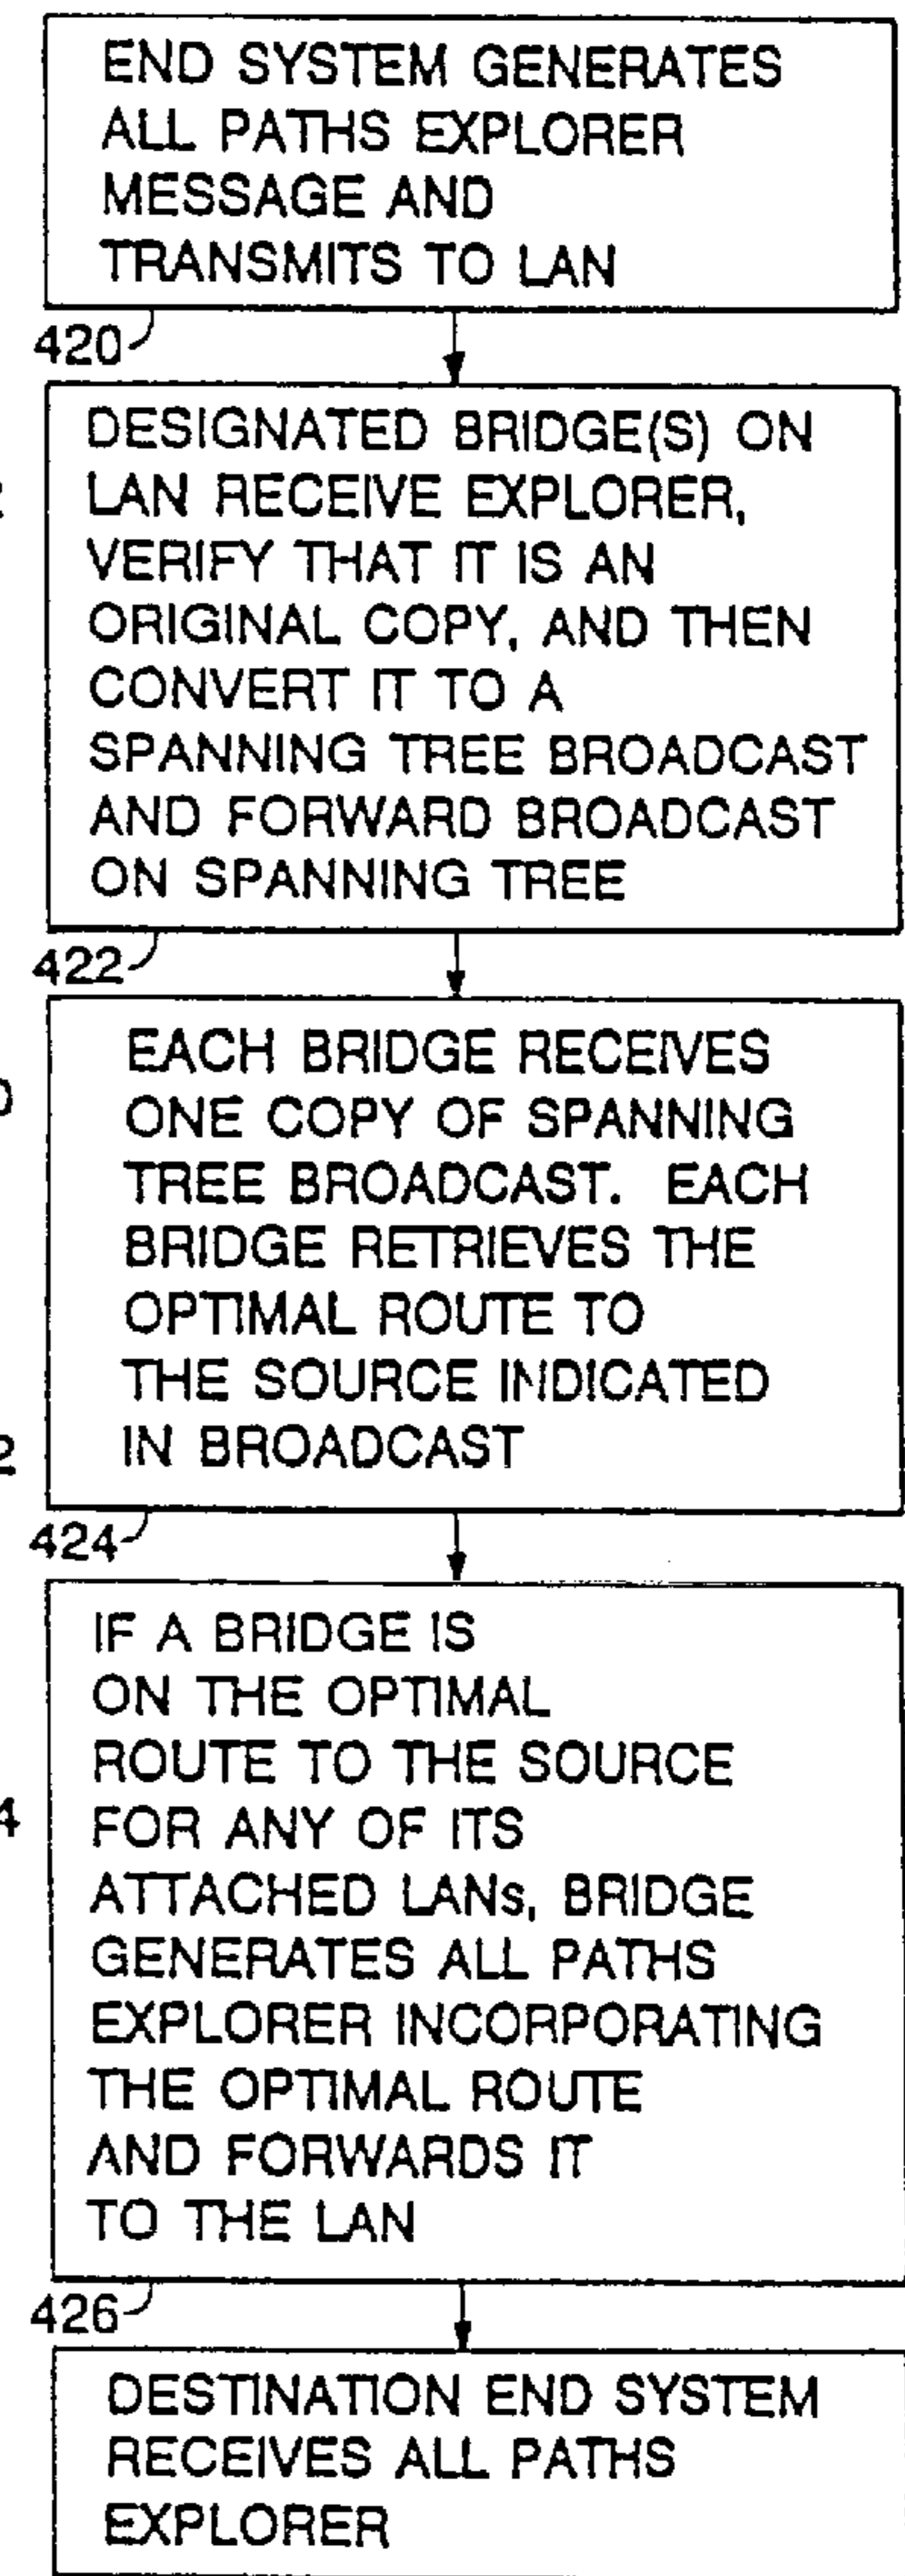 END SYSTEM GENERATES
ALL PATHS EXPLORER
MESSAGE AND
TRANSMITS TO LAN
420
DESIGNATED BRIDGE(S) ON
LAN RECEIVE EXPLORER,
VERIFY THAT IT IS AN
ORIGINAL COPY, AND THEN
CONVERT IT TO A
SPANNING TREE BROADCAST
AND FORWARD BROADCAST
ON SPANNING TREE
422
EACH BRIDGE RECEIVES
ONE COPY OF SPANNING
TREE BROADCAST. EACH
BRIDGE RETRIEVES THE
OPTIMAL ROUTE TO
THE SOURCE INDICATED
IN BROADCAST
2
424
IF A BRIDGE IS
ON THE OPTIMAL
ROUTE TO THE SOURCE
FOR ANY OF ITS
4
ATTACHED LANs, BRIDGE
GENERATES ALL PATHS
EXPLORER INCORPORATING
THE OPTIMAL ROUTE
AND FORWARDS IT
TO THE LAN
426
DESTINATION END SYSTEM
RECEIVES ALL PATHS
EXPLORER